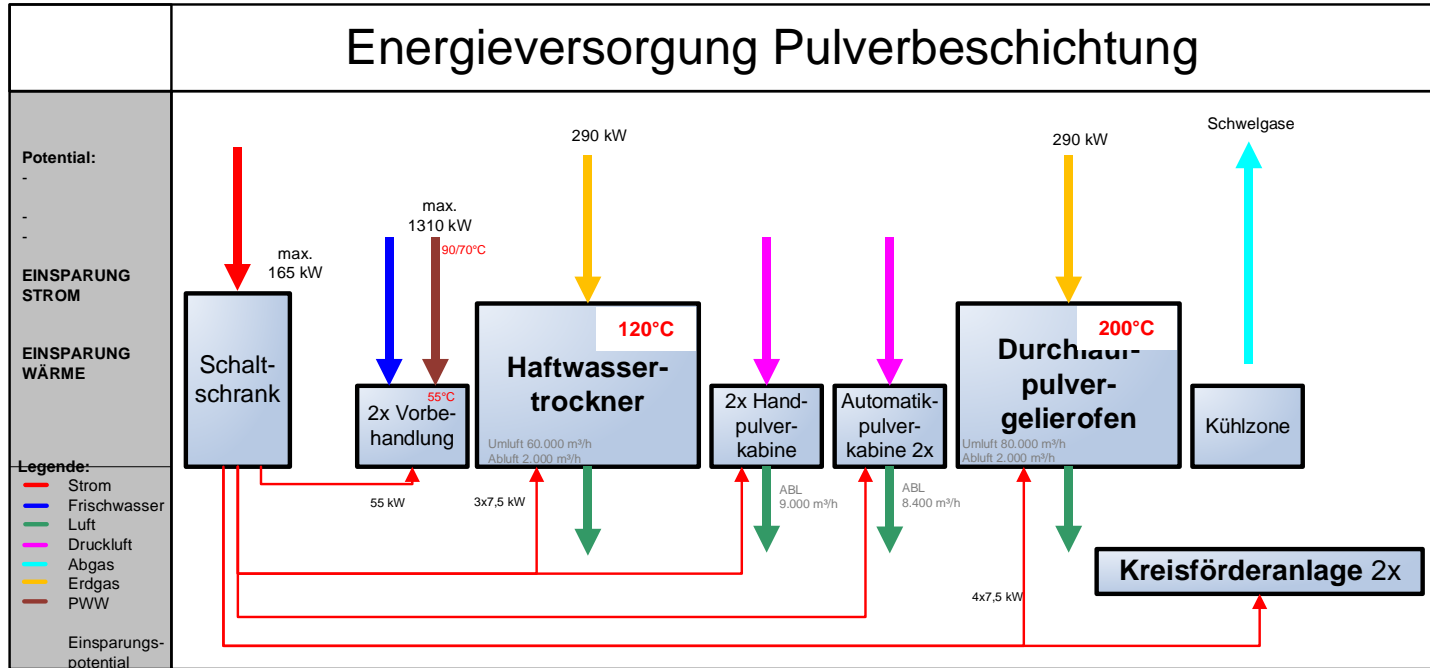 Energieversorgung Pulverbeschichtung
Potential:
-
-
-
EINSPARUNG
STROM
EINSPARUNG
WÄRME
Legende:
Strom
Frischwasser
Luft
Druckluft
Abgas
Erdgas
PWW
Einsparungs-
potential
max.
165 kW
Schalt-
schrank
max.
1310 kW
90/70°C
55°C
2x Vorbe-
handlung
55 kW
290 kW
120°C
Haftwasser-
trockner
Umluft 60.000 m³/h
Abluft 2.000 m³/h
3x7,5 kW
2x Hand-
pulver-
kabine
ABL
9.000 m³/h
Automatik-
pulver-
kabine 2x
ABL
8.400 m³/h
290 kW
200°C
Durchlauf-
pulver-
gelierofen
Umluft 80.000 m³/h
Abluft 2.000 m³/h
4x7,5 kW
Schwelgase
Kühlzone
Kreisförderanlage 2x